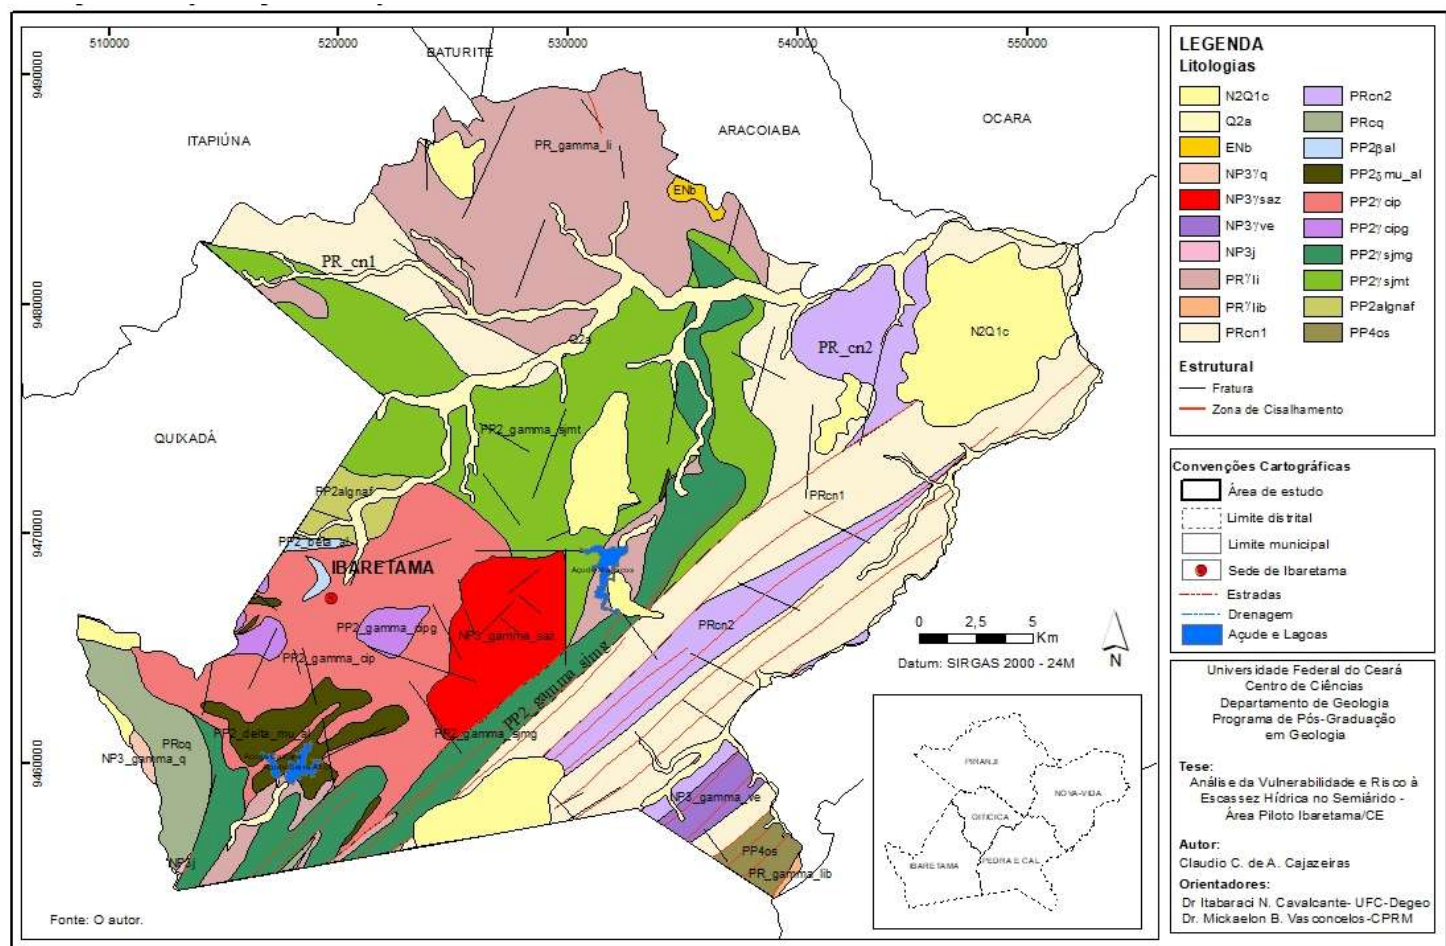 510000
520000
530000
540000
550000
9490000
9480000
9470000
9460000
BATURITE
ITAPIÚNA
ARACOIABA
OCARA
QUIXADÁ
PR_gamma_li
ENb
PR_cn1
N2Q1c
PR_cn2
Q2a
PP2_gamma_sjmt
PP2algnaf
PRcn1
IBARETAMA
PP2_gamma_cipg
NP3_gamma_saz
PRcn2
PP2_gamma_cip
PP2_gamma_sjmg
PP2_delta_mu_al
PP2_gamma_sjmg
PRcq
NP3_gamma_q
NP3_gamma_ve
NP3j
PP4os
PR_gamma_lib
0 2,5 5
Km
Datum: SIRGAS 2000 - 24M
N
PIRANJI
NOVA-VIDA
OITICICA
IBARETAMA
PEDRA E CAL
Fonte: O autor.
LEGENDA
Litologias
N2Q1c
Q2a
ENb
NP3γq
NP3γsaz
NP3γve
NP3j
PRγli
PRγlib
PRcn1
PRcn2
PRcq
PP2βal
PP2δmu_al
PP2γcip
PP2γcipg
PP2γsjmg
PP2γsjmt
PP2algnaf
PP4os
Estrutural
Fratura
Zona de Cisalhamento
Convenções Cartográficas
Área de estudo
Limite distrital
Limite municipal
Sede de Ibaretama
Estradas
Drenagem
Açude e Lagoas
Universidade Federal do Ceará
Centro de Ciências
Departamento de Geologia
Programa de Pós-Graduação
em Geologia
Tese:
Análise da Vulnerabilidade e Risco à
Escassez Hídrica no Semiárido -
Área Piloto Ibaretama/CE
Autor:
Claudio C. de A. Cajazeiras
Orientadores:
Dr Itabaraci N. Cavalcante- UFC-Degeo
Dr. Mickaelon B. Vasconcelos-CPRM